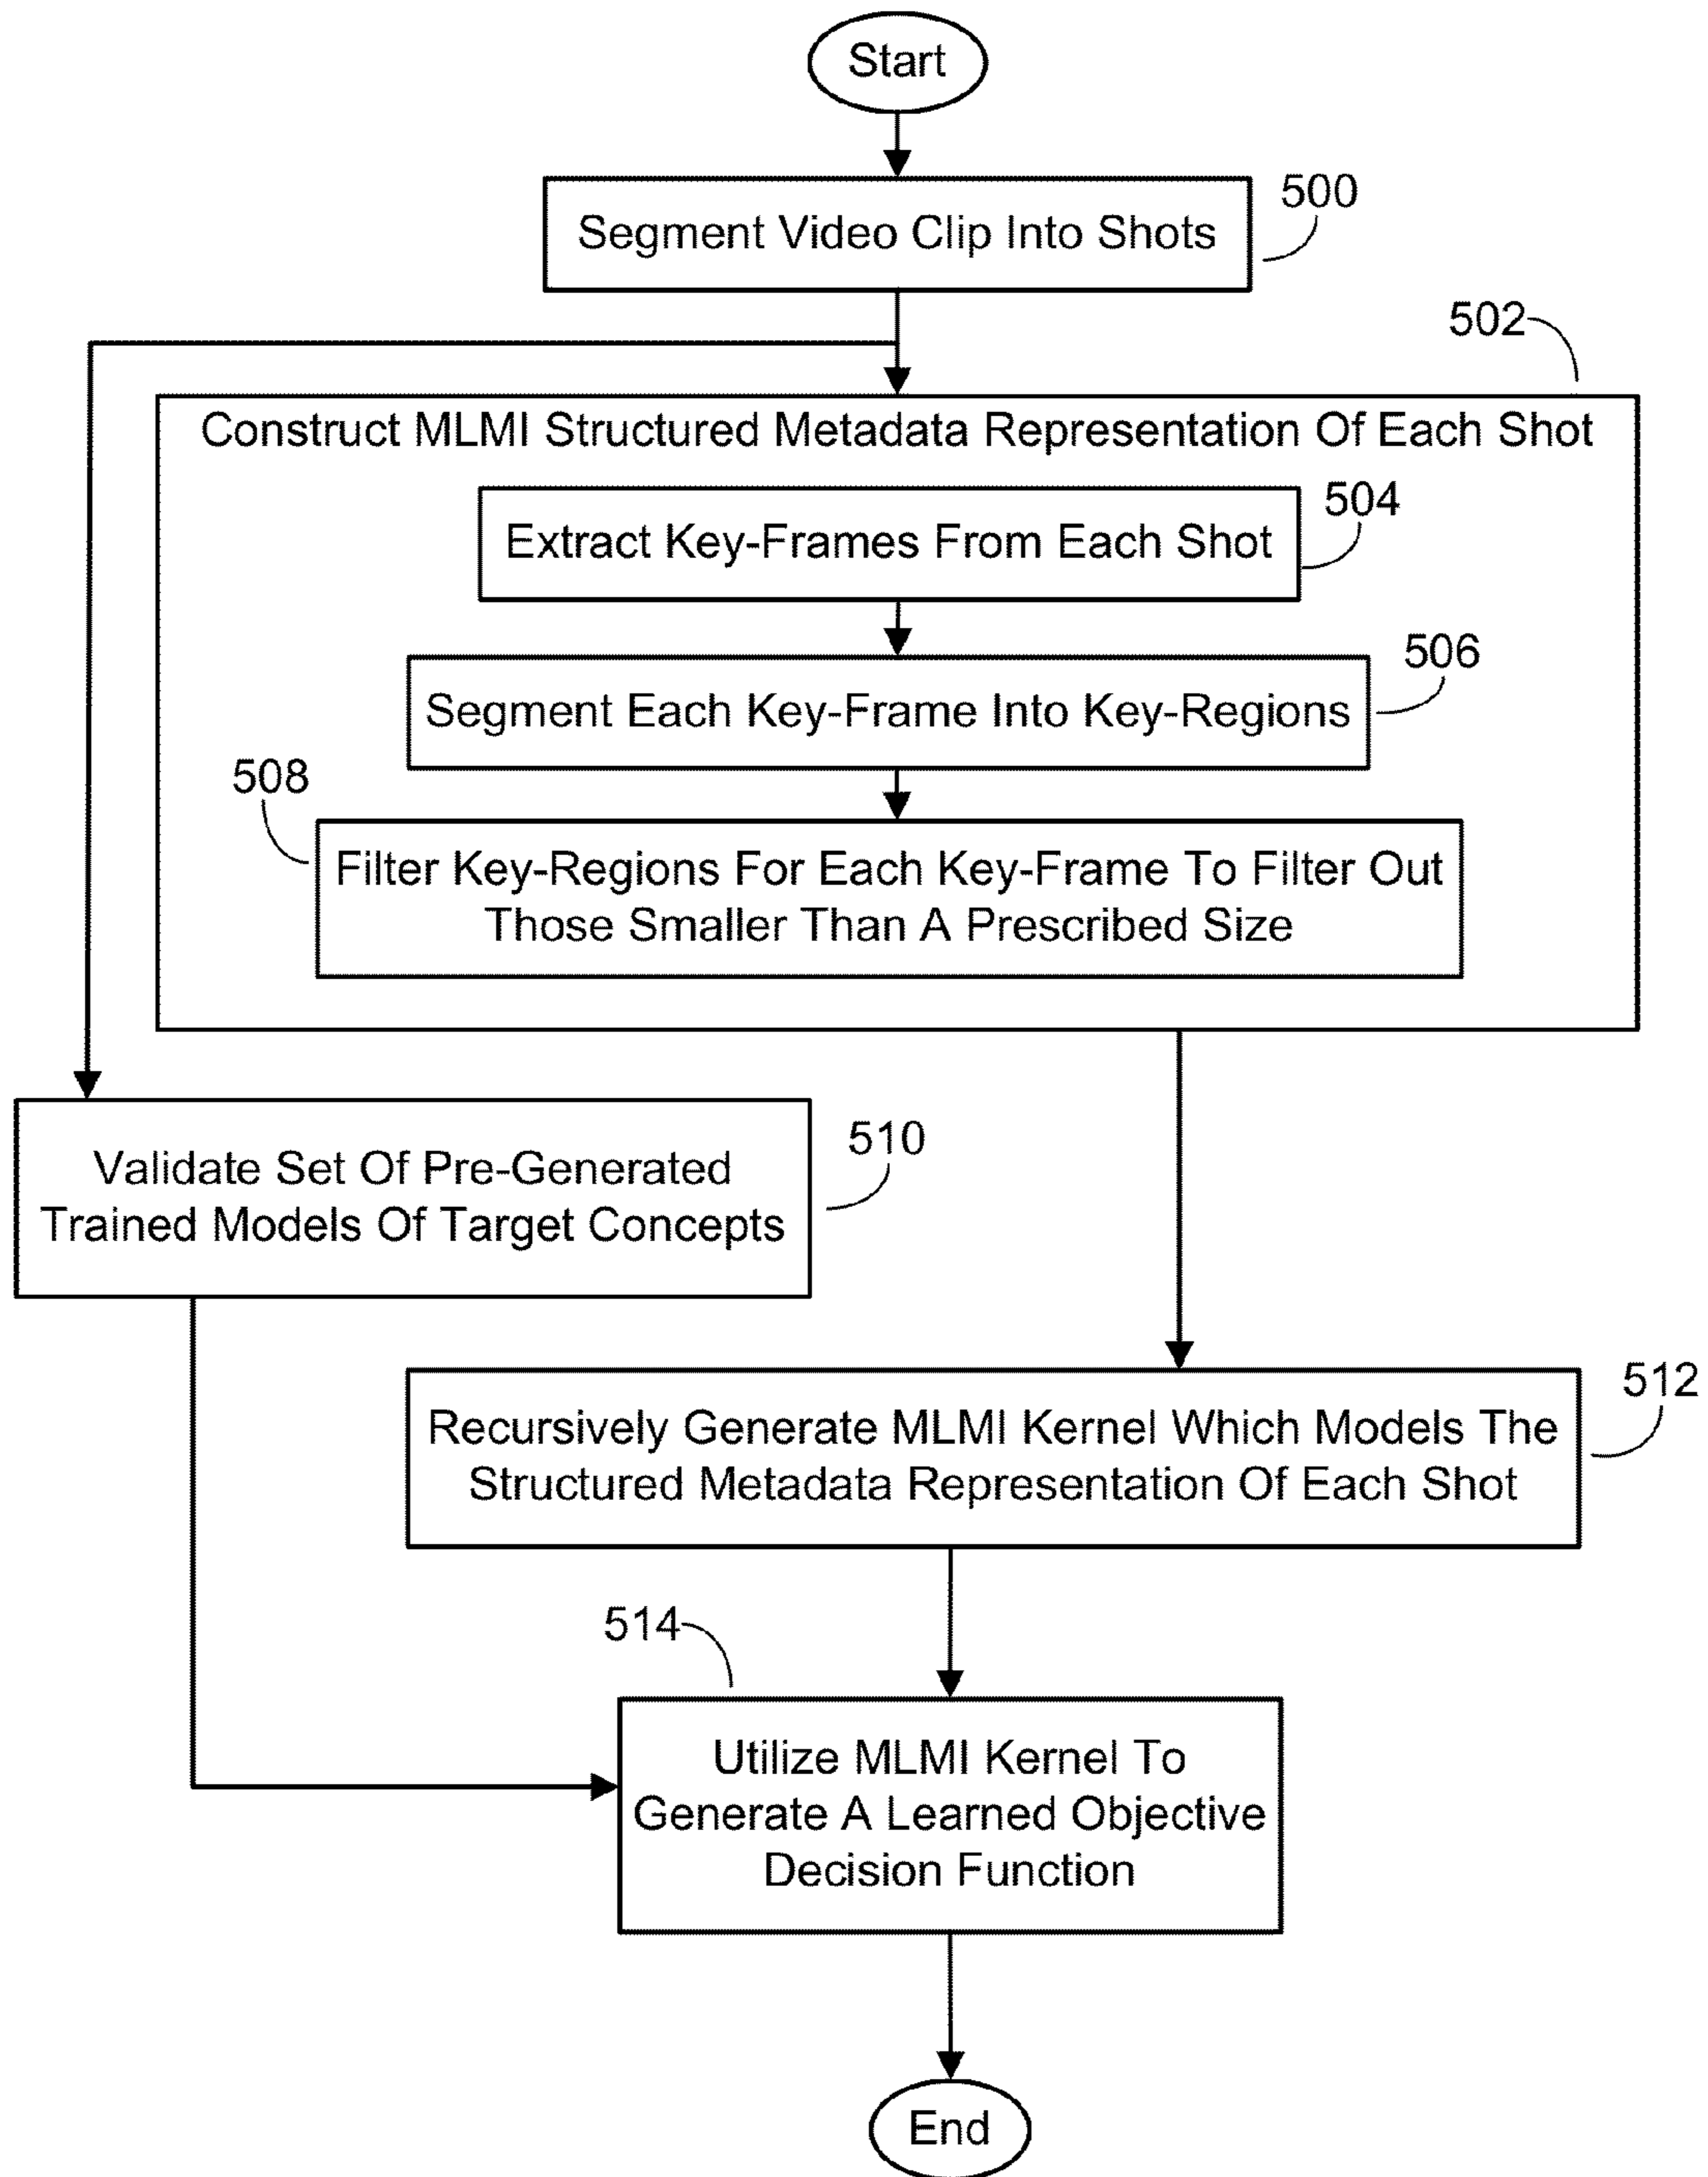 Start
Segment Video Clip Into Shots
500
502
Construct MLMI Structured Metadata Representation Of Each Shot
Extract Key-Frames From Each Shot
504
Segment Each Key-Frame Into Key-Regions
506
508
Filter Key-Regions For Each Key-Frame To Filter Out
Those Smaller Than A Prescribed Size
Validate Set Of Pre-Generated
Trained Models Of Target Concepts
510
Recursively Generate MLMI Kernel Which Models The
Structured Metadata Representation Of Each Shot
512
514
Utilize MLMI Kernel To
Generate A Learned Objective
Decision Function
End